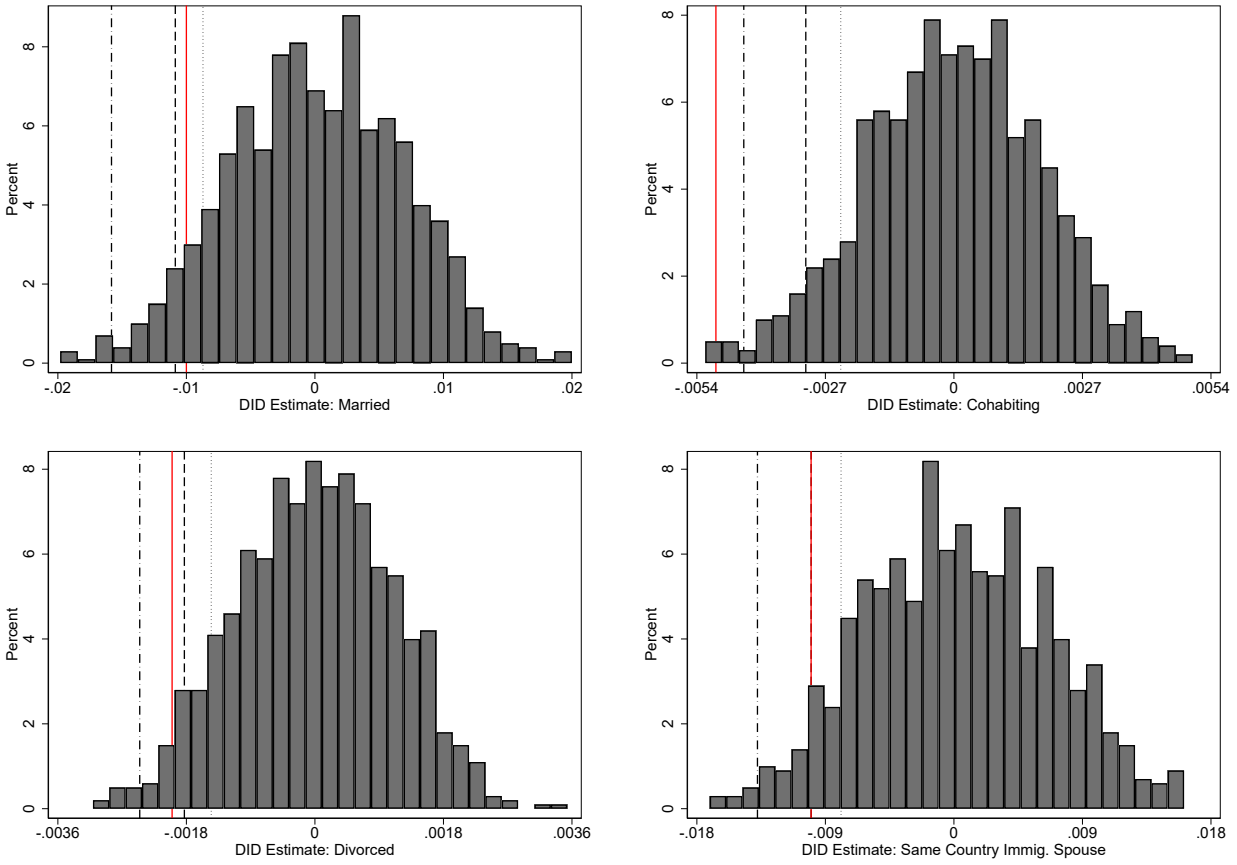 8
6
4
2
0
Percent
-.02 -.01 0 .01 .02
DID Estimate: Married
8
6
4
2
0
Percent
-.0054 -.0027 0 .0027 .0054
DID Estimate: Cohabiting
8
6
4
2
0
Percent
-.0036 -.0018 0 .0018 .0036
DID Estimate: Divorced
8
6
4
2
0
Percent
-.018 -.009 0 .009 .018
DID Estimate: Same Country Immig. Spouse